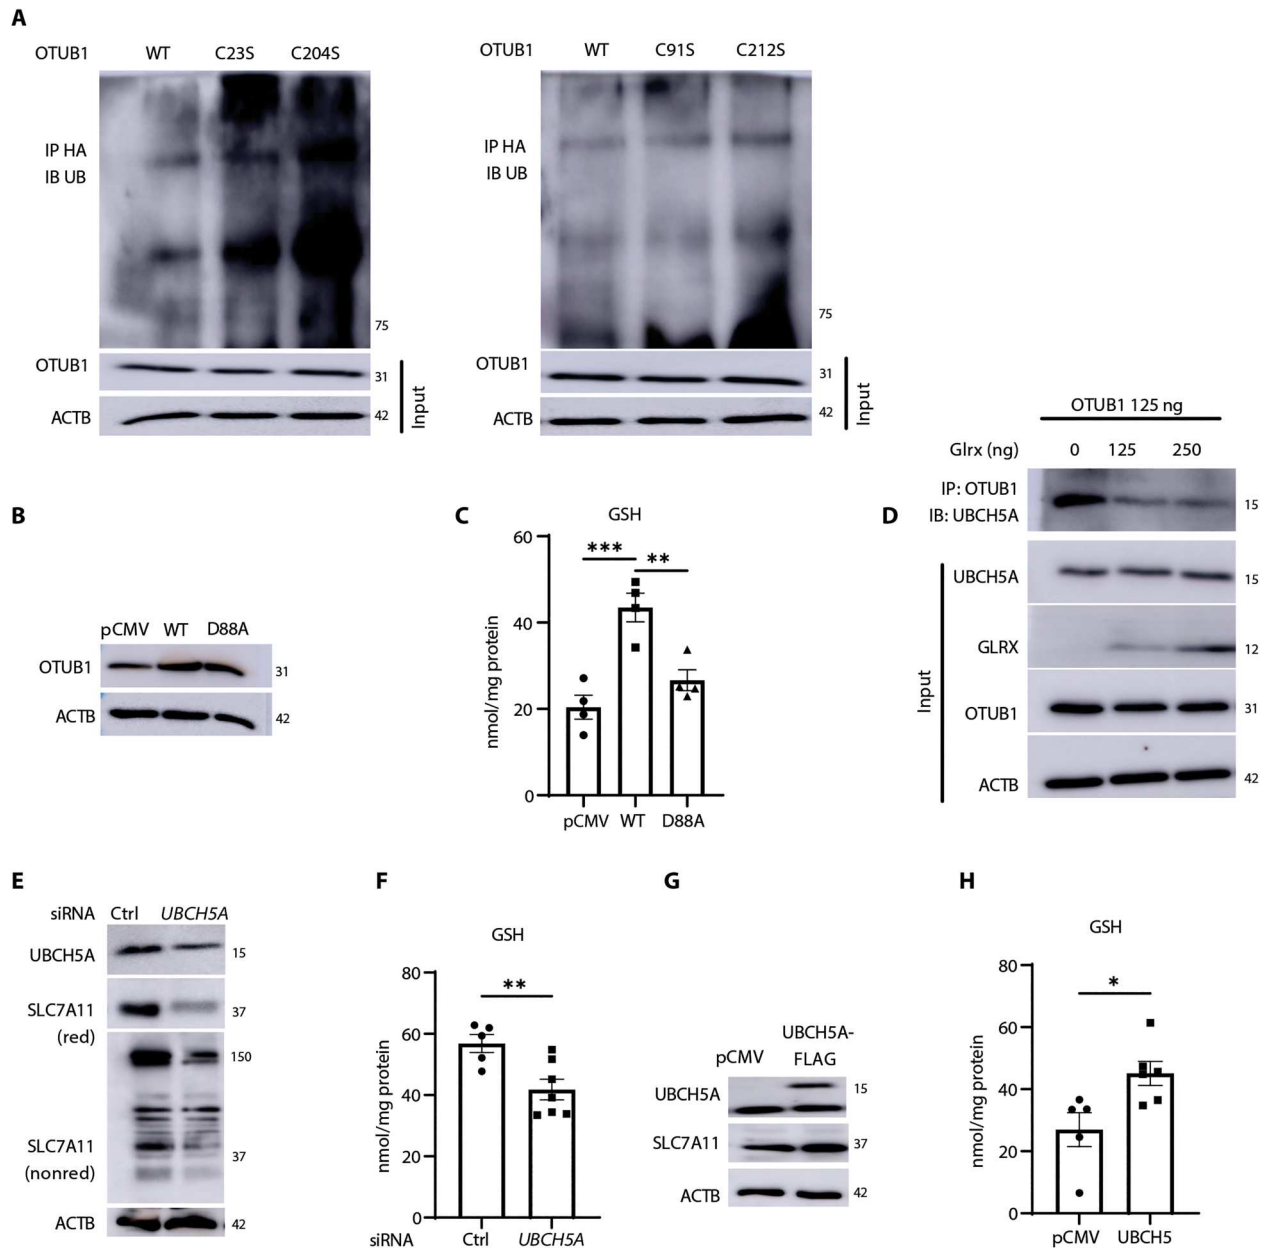 A
OTUB1 WT C23S C204S
IP HA
IB UB
75
OTUB1
31
ACTB
42
Input
OTUB1 WT C91S C212S
IP HA
IB UB
75
OTUB1
31
ACTB
42
Input
B
pCMV WT D88A
OTUB1
31
ACTB
42
C
GSH
nmol/mg protein
60
40
20
0
***
**
pCMV WT D88A
D
OTUB1 125 ng
Glrx (ng) 0 125 250
IP: OTUB1
IB: UBCH5A
15
UBCH5A
15
GLRX
12
OTUB1
31
ACTB
42
Input
E
siRNA Ctrl UBCH5A
UBCH5A
15
SLC7A11
(red)
37
150
SLC7A11
(nonred)
37
ACTB
42
F
GSH
nmol/mg protein
80
60
40
20
0
**
siRNA Ctrl UBCH5A
G
pCMV
UBCH5A-
FLAG
UBCH5A
15
SLC7A11
37
ACTB
42
H
GSH
nmol/mg protein
80
60
40
20
0
*
pCMV UBCH5